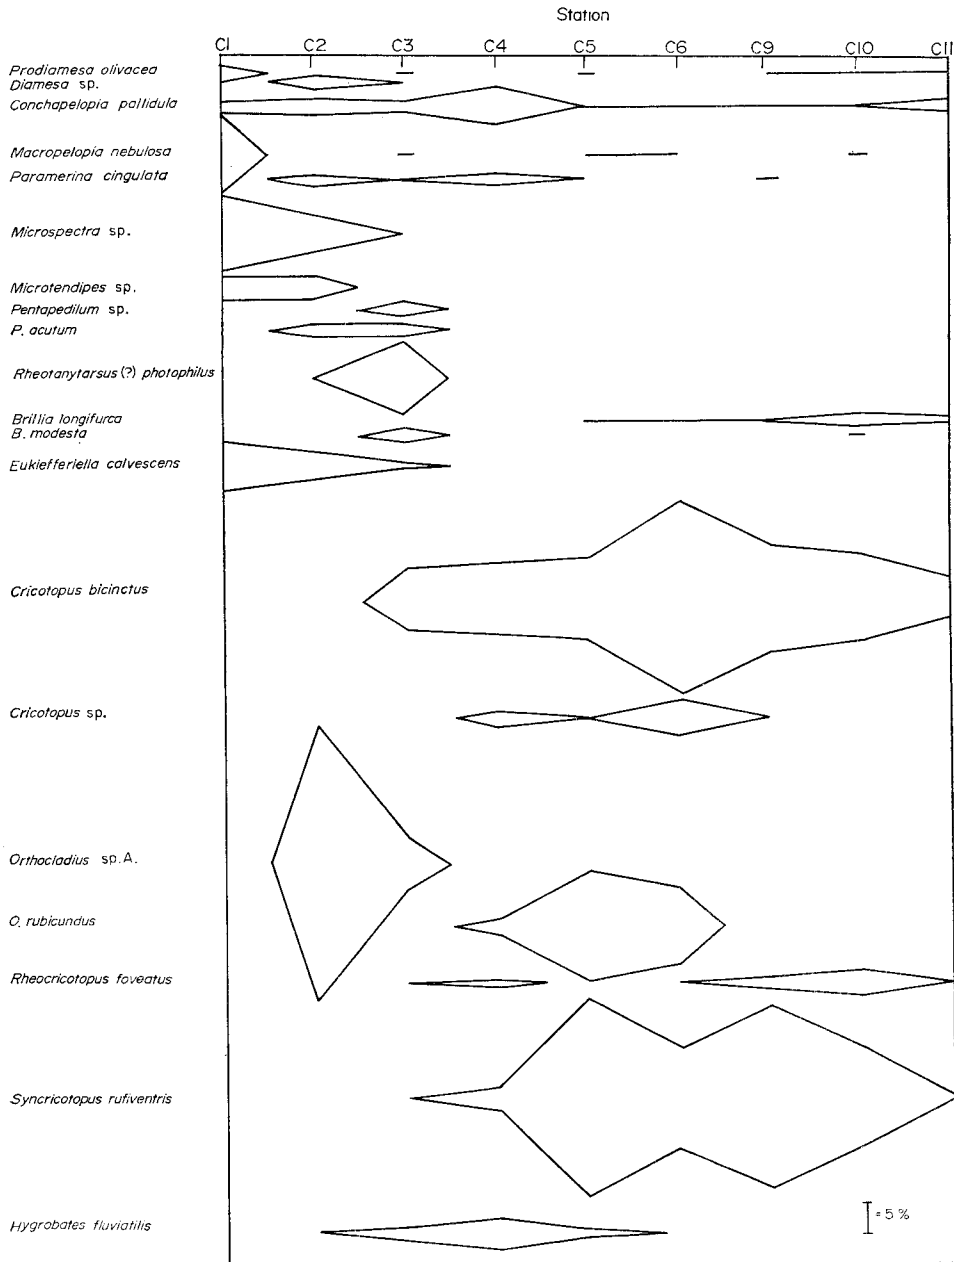 Station
C1 C2 C3 C4 C5 C6 C9 C10 C11
Prodiamesa olivacea
Diamesa sp.
Conchapelopia pallidula
Macropelopia nebulosa
Paramerina cingulata
Microspectra sp.
Microtendipes sp.
Pentapedilum sp.
P. acutum
Rheotanytarsus (?) photophilus
Brillia longifurca
B. modesta
Eukiefferiella calvescens
Cricotopus bicinctus
Cricotopus sp.
Orthocladius sp. A.
O. rubicundus
Rheocricotopus foveatus
Syncricotopus rufiventris
= 5 %
Hygrobates fluviatilis